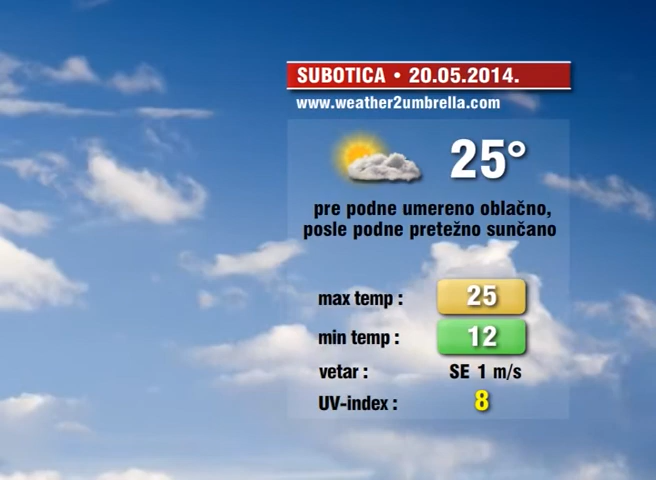 SUBOTICA • 20.05.2014.
www.weather2umbrella.com
25°
pre podne umereno oblačno,
posle podne pretežno sunčano
max temp : 25
min temp : 12
vetar : SE 1 m/s
UV-index : 8